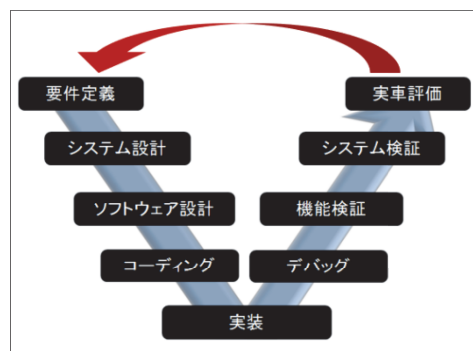 要件定義
実車評価
システム設計
システム検証
ソフトウェア設計
機能検証
コーディング
デバッグ
実装